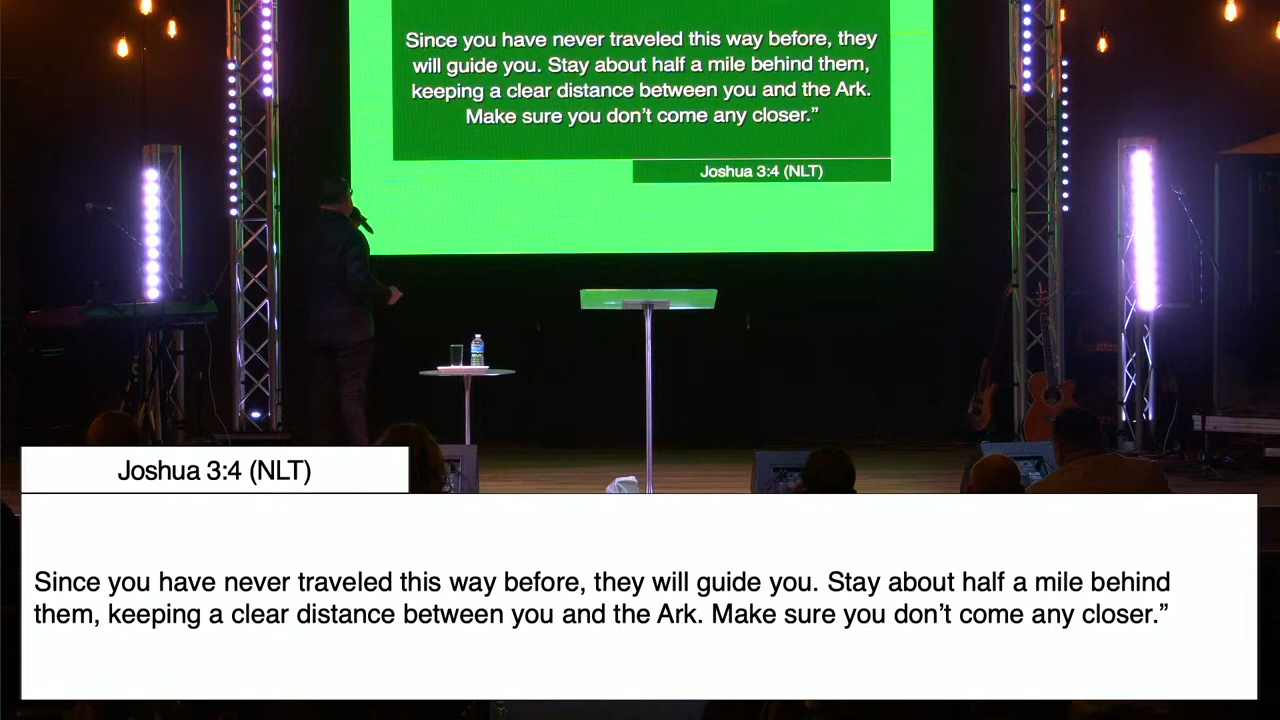 Since you have never traveled this way before, they
will guide you. Stay about half a mile behind them,
keeping a clear distance between you and the Ark.
Make sure you don’t come any closer.”
Joshua 3:4 (NLT)
Joshua 3:4 (NLT)
Since you have never traveled this way before, they will guide you. Stay about half a mile behind
them, keeping a clear distance between you and the Ark. Make sure you don’t come any closer.”